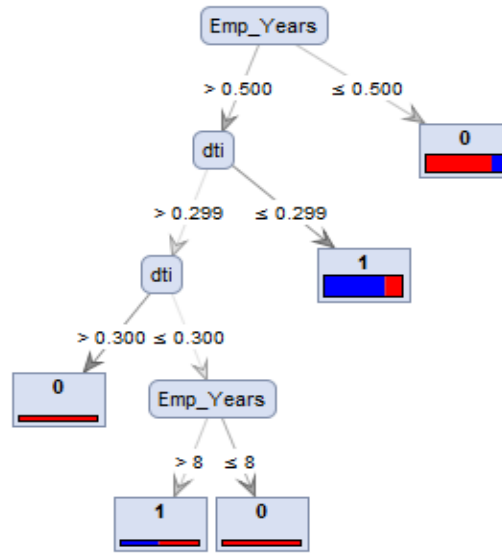 Emp_Years
> 0.500 ≤ 0.500
0
dti
> 0.299 ≤ 0.299
1
dti
> 0.300 ≤ 0.300
0
Emp_Years
> 8 ≤ 8
1 0